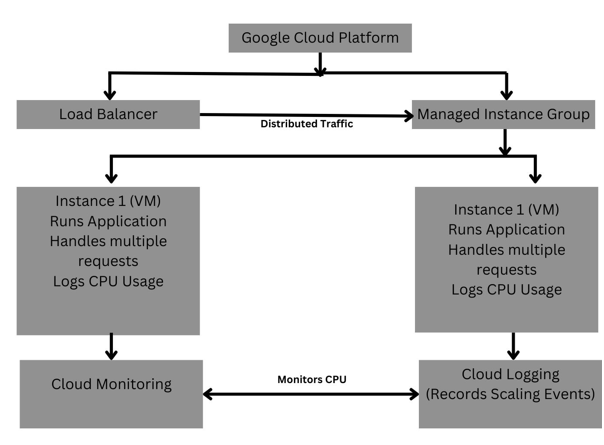 Google Cloud Platform
Load Balancer
Distributed Traffic
Managed Instance Group
Instance 1 (VM)
Runs Application
Handles multiple
requests
Logs CPU Usage
Instance 1 (VM)
Runs Application
Handles multiple
requests
Logs CPU Usage
Cloud Monitoring
Monitors CPU
Cloud Logging
(Records Scaling Events)